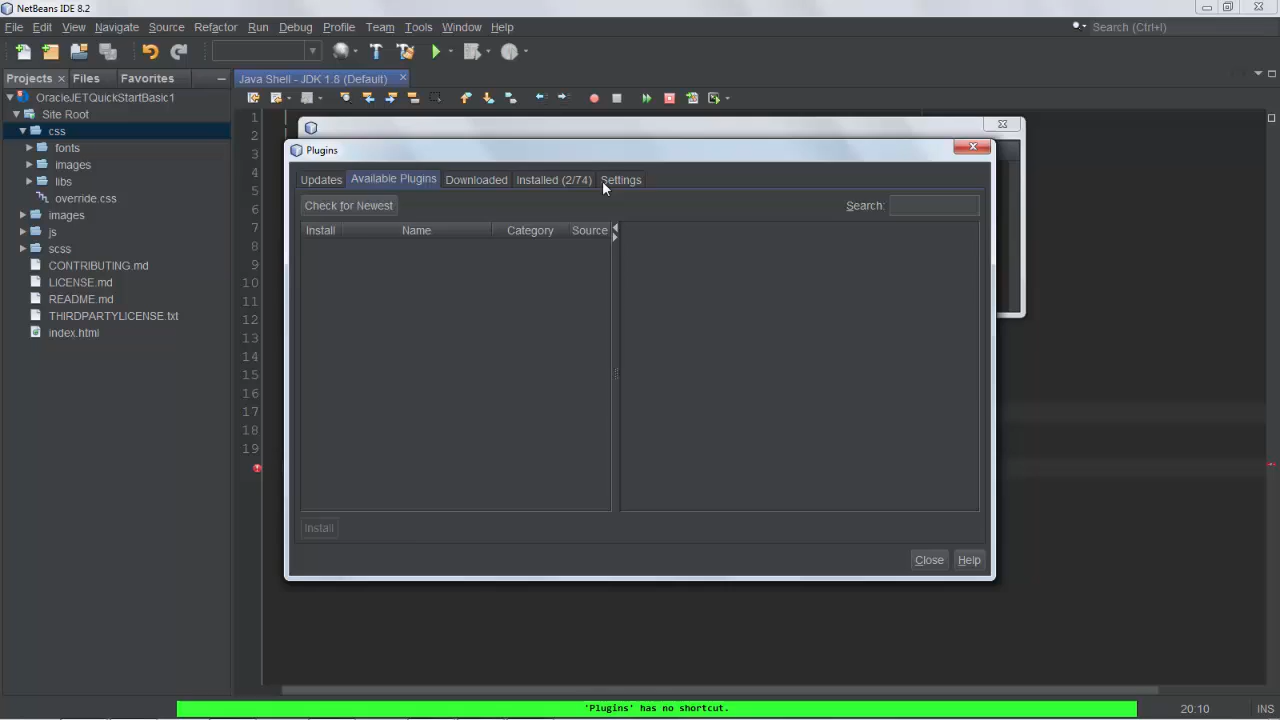 NetBeans IDE 8.2
File Edit View Navigate Source Refactor Run Debug Profile Team Tools Window Help
Search (Ctrl+I)
Projects Files Favorites
Java Shell - JDK 1.8 (Default)
OracleJETQuickStartBasic1
Site Root
css
fonts
images
libs
override.css
images
js
scss
CONTRIBUTING.md
LICENSE.md
README.md
THIRDPARTYLICENSE.txt
index.html
1
2
3
4
5
6
7
8
9
10
11
12
13
14
15
16
17
18
19
Plugins
Updates Available Plugins Downloaded Installed (2/74) Settings
Check for Newest
Search:
Install Name Category Source
Install
Close Help
'Plugins' has no shortcut.
20:10 INS